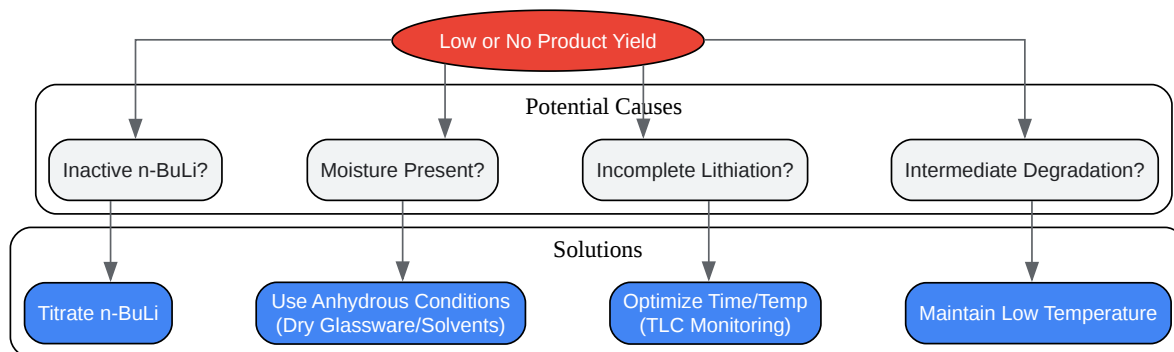 Low or No Product Yield
Potential Causes
Inactive n-BuLi?
Moisture Present?
Incomplete Lithiation?
Intermediate Degradation?
Solutions
Titrate n-BuLi
Use Anhydrous Conditions
(Dry Glassware/Solvents)
Optimize Time/Temp
(TLC Monitoring)
Maintain Low Temperature